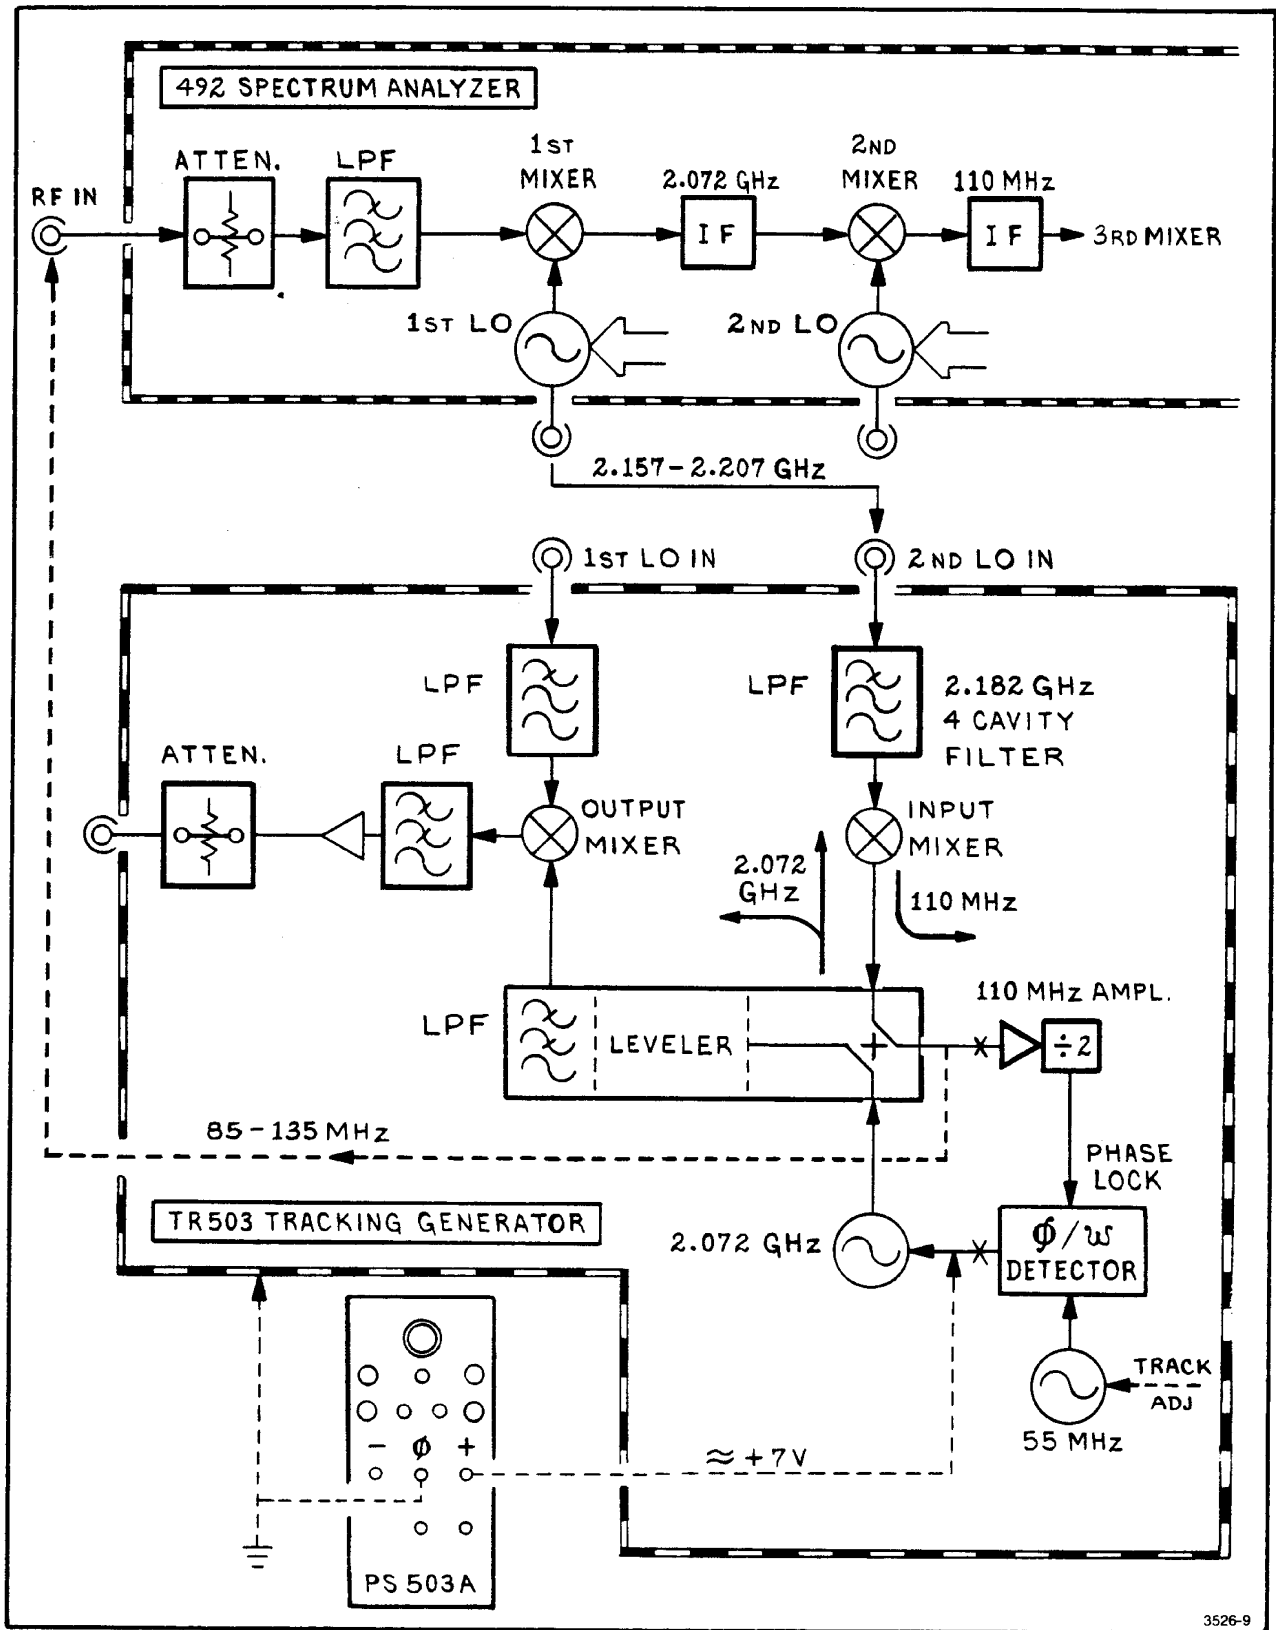 492 SPECTRUM ANALYZER
RF IN
ATTEN.
LPF
1ST
MIXER
2.072 GHz
IF
2ND
MIXER
110 MHz
IF
3RD MIXER
1ST LO
2ND LO
2.157-2.207 GHz
1ST LO IN
2ND LO IN
LPF
LPF
2.182 GHz
4 CAVITY
FILTER
ATTEN.
LPF
OUTPUT
MIXER
INPUT
MIXER
2.072
GHz
110 MHz
LPF
LEVELER
+
110 MHz AMPL.
÷2
85-135 MHz
PHASE
LOCK
TR503 TRACKING GENERATOR
2.072 GHz
ϕ/w
DETECTOR
TRACK
ADJ
55 MHz
- ϕ +
≈ +7V
PS 503A
3526-9